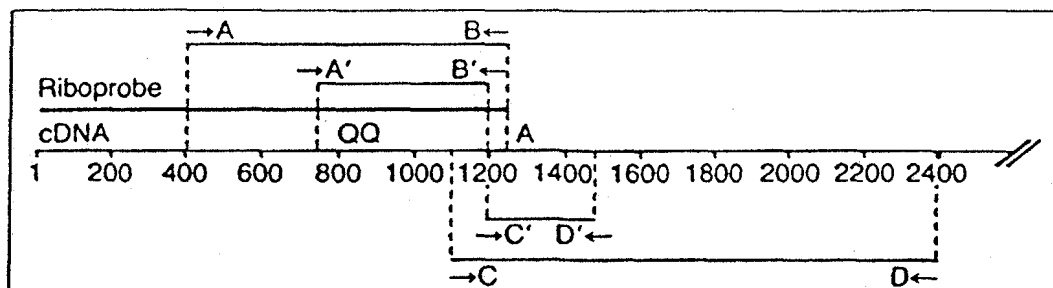 →A B←
→A′ B′←
Riboprobe
cDNA QQ A
1 200 400 600 800 1000 1200 1400 1600 1800 2000 2200 2400
→C′ D′←
→C D←